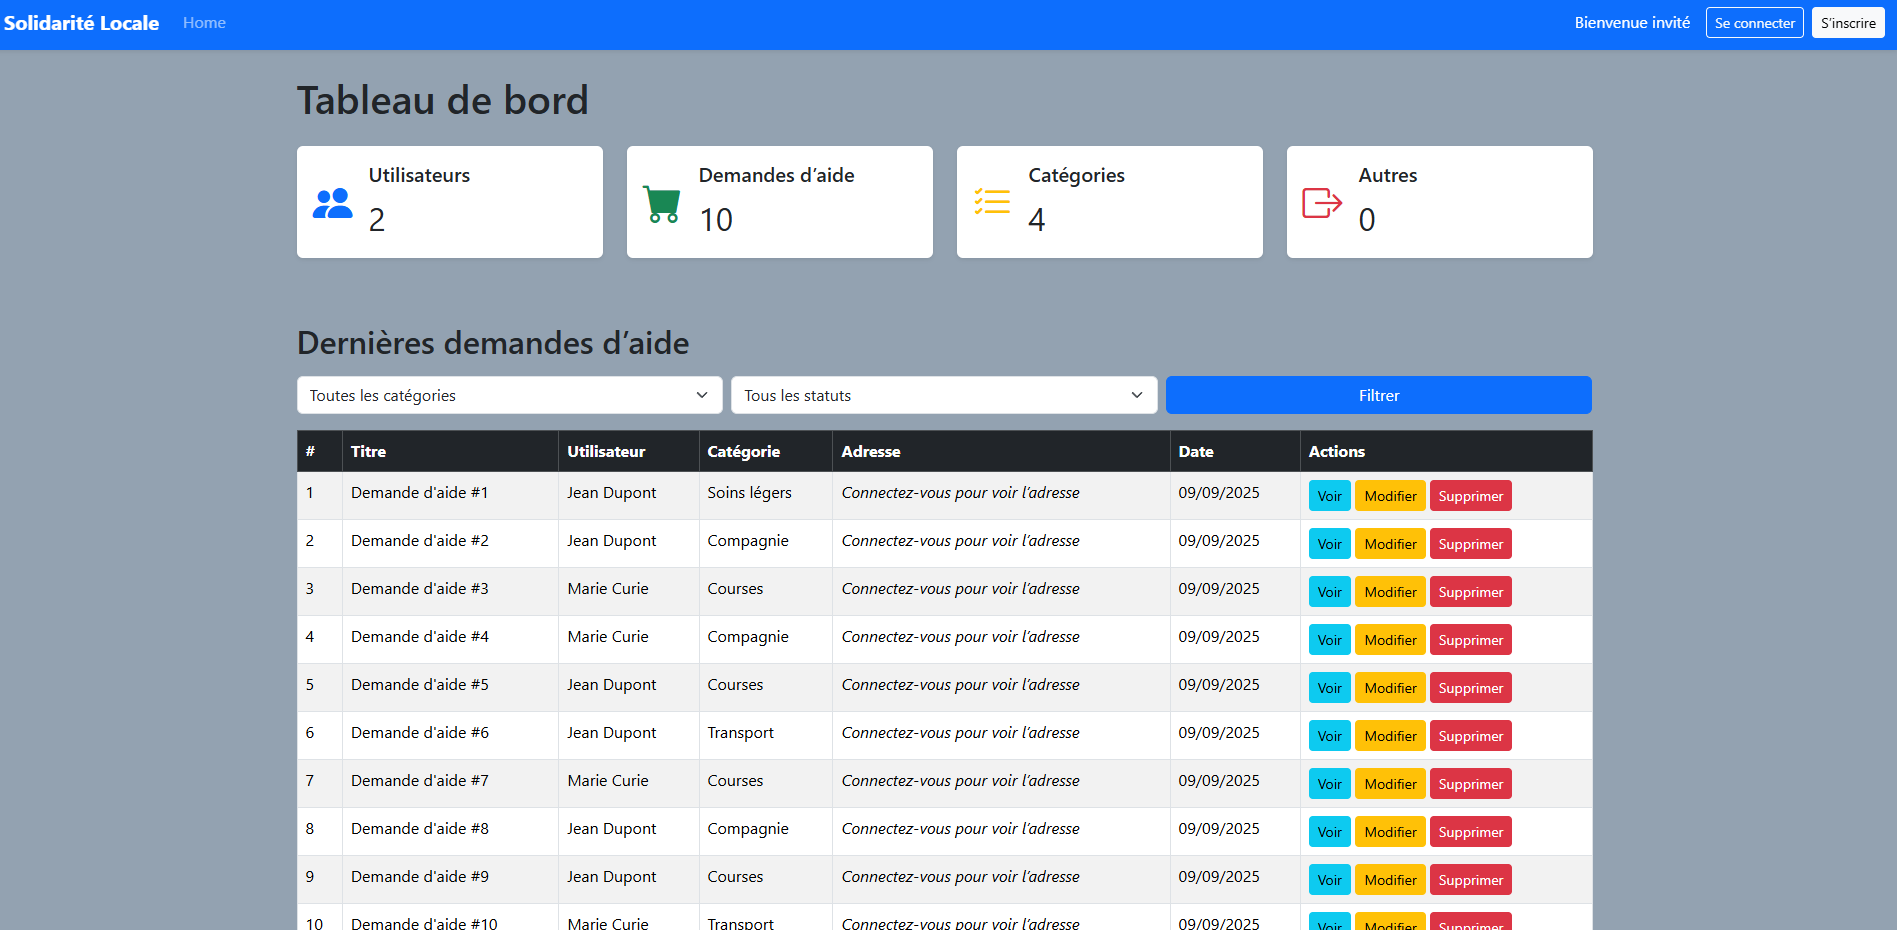 Solidarité Locale Home Bienvenue invité Se connecter S'inscrire
Tableau de bord
Utilisateurs
2
Demandes d’aide
10
Catégories
4
Autres
0
Dernières demandes d’aide
Toutes les catégories Tous les statuts Filtrer
# Titre Utilisateur Catégorie Adresse Date Actions
1 Demande d'aide #1 Jean Dupont Soins légers Connectez-vous pour voir l’adresse 09/09/2025 Voir Modifier Supprimer
2 Demande d'aide #2 Jean Dupont Compagnie Connectez-vous pour voir l’adresse 09/09/2025 Voir Modifier Supprimer
3 Demande d'aide #3 Marie Curie Courses Connectez-vous pour voir l’adresse 09/09/2025 Voir Modifier Supprimer
4 Demande d'aide #4 Marie Curie Compagnie Connectez-vous pour voir l’adresse 09/09/2025 Voir Modifier Supprimer
5 Demande d'aide #5 Jean Dupont Courses Connectez-vous pour voir l’adresse 09/09/2025 Voir Modifier Supprimer
6 Demande d'aide #6 Jean Dupont Transport Connectez-vous pour voir l’adresse 09/09/2025 Voir Modifier Supprimer
7 Demande d'aide #7 Marie Curie Courses Connectez-vous pour voir l’adresse 09/09/2025 Voir Modifier Supprimer
8 Demande d'aide #8 Jean Dupont Compagnie Connectez-vous pour voir l’adresse 09/09/2025 Voir Modifier Supprimer
9 Demande d'aide #9 Jean Dupont Courses Connectez-vous pour voir l’adresse 09/09/2025 Voir Modifier Supprimer
10 Demande d'aide #10 Marie Curie Transport Connectez-vous pour voir l’adresse 09/09/2025 Voir Modifier Supprimer